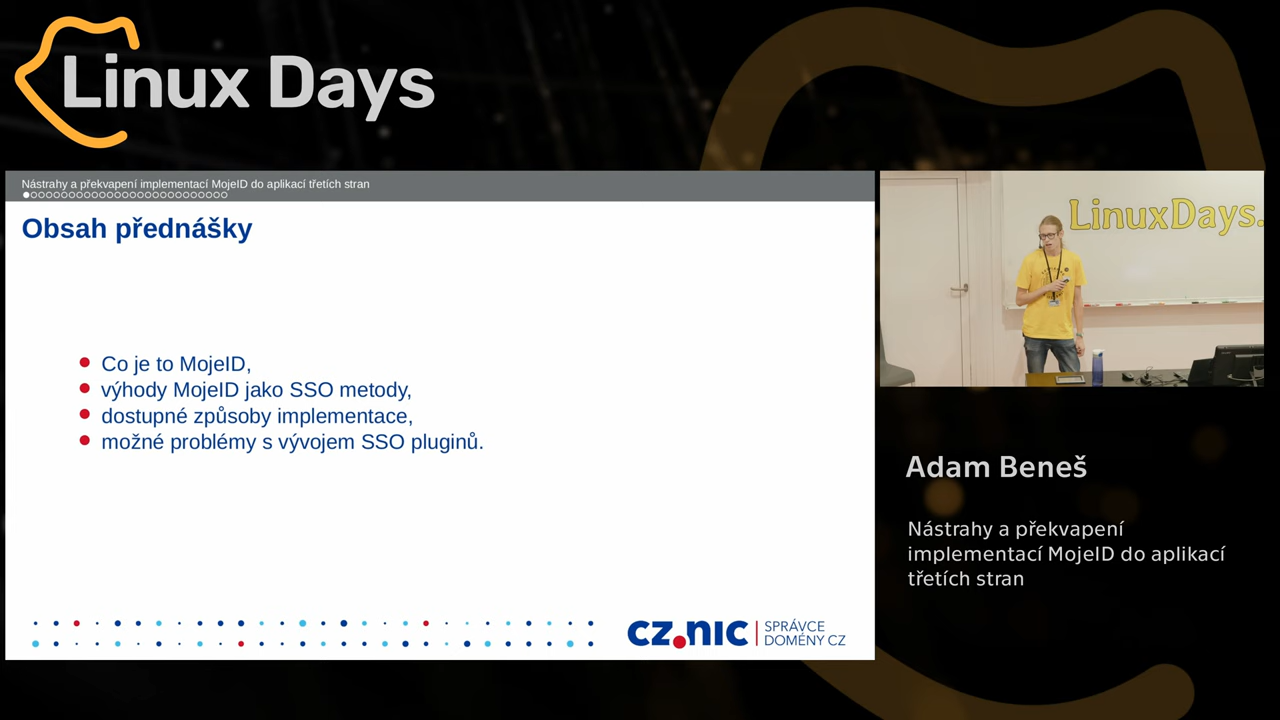 Linux Days
Nástrahy a překvapení implementací MojeID do aplikací třetích stran
Obsah přednášky
Co je to MojeID,
výhody MojeID jako SSO metody,
dostupné způsoby implementace,
možné problémy s vývojem SSO pluginů.
CZ.NIC
SPRÁVCE
DOMÉNY CZ
LinuxDays.
Adam Beneš
Nástrahy a překvapení
implementací MojeID do aplikací
třetích stran